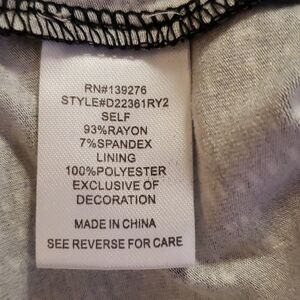 RN#139276
STYLE#D22361RY2
SELF
93%RAYON
7%SPANDEX
LINING
100%POLYESTER
EXCLUSIVE OF
DECORATION
MADE IN CHINA
SEE REVERSE FOR CARE